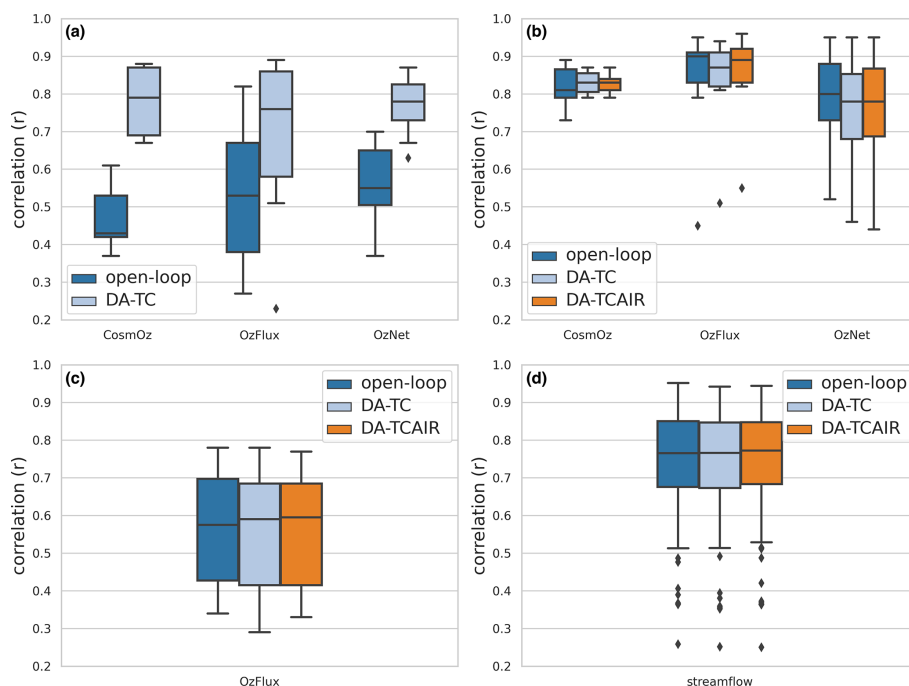 (a)
correlation (r)
1.0
0.9
0.8
0.7
0.6
0.5
0.4
0.3
0.2
open-loop
DA-TC
CosmOz
OzFlux
OzNet
(b)
correlation (r)
1.0
0.9
0.8
0.7
0.6
0.5
0.4
0.3
0.2
open-loop
DA-TC
DA-TCAIR
CosmOz
OzFlux
OzNet
(c)
correlation (r)
1.0
0.9
0.8
0.7
0.6
0.5
0.4
0.3
0.2
open-loop
DA-TC
DA-TCAIR
OzFlux
(d)
correlation (r)
1.0
0.9
0.8
0.7
0.6
0.5
0.4
0.3
0.2
open-loop
DA-TC
DA-TCAIR
streamflow